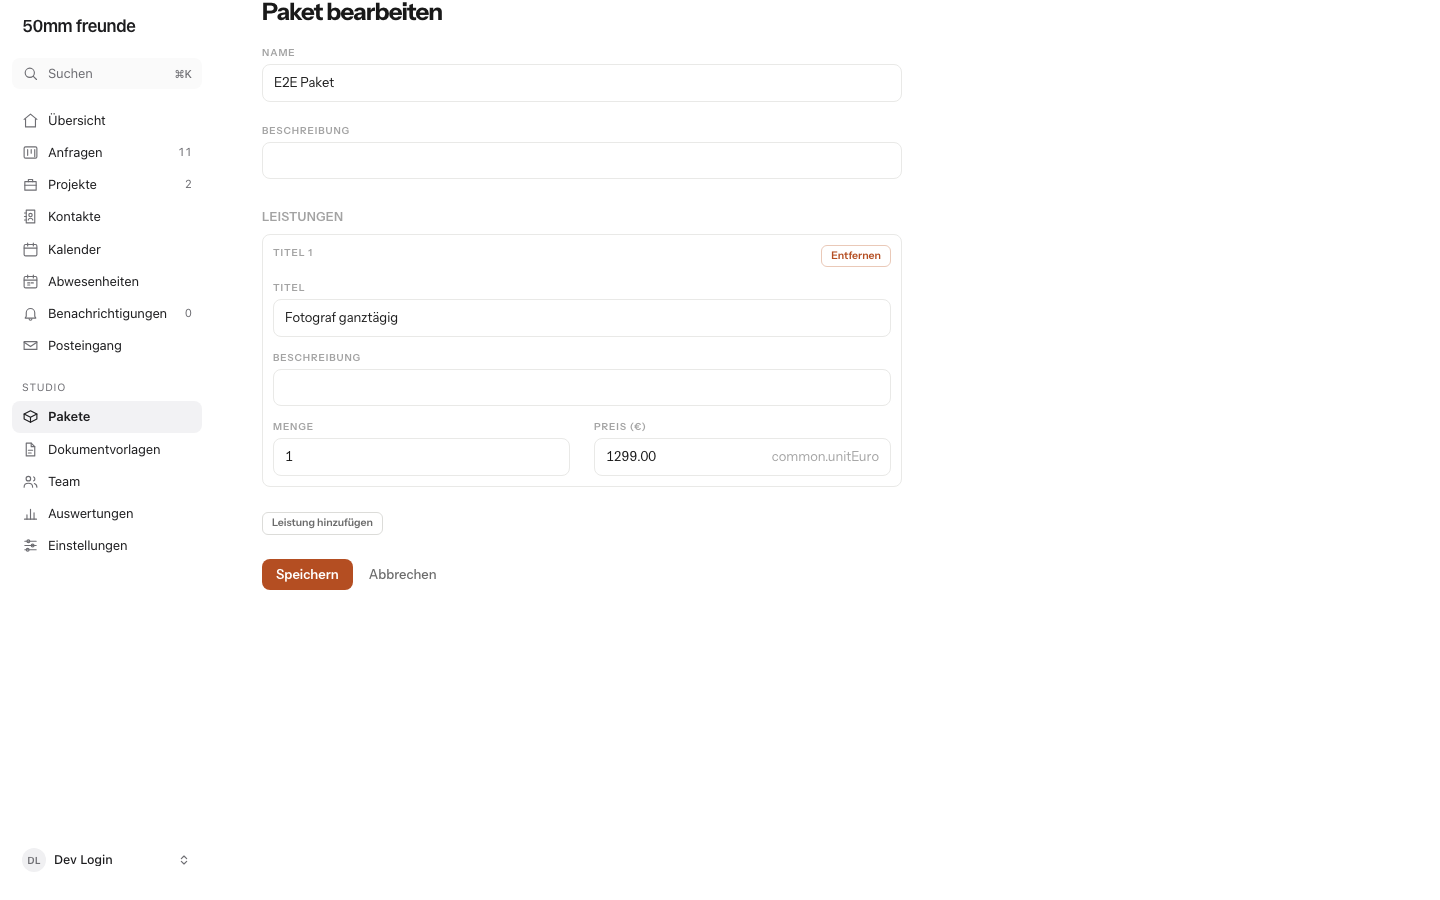 50mm freunde
Suchen ⌘K
Übersicht
Anfragen 11
Projekte 2
Kontakte
Kalender
Abwesenheiten
Benachrichtigungen 0
Posteingang
STUDIO
Pakete
Dokumentvorlagen
Team
Auswertungen
Einstellungen
DL Dev Login
Paket bearbeiten
NAME
E2E Paket
BESCHREIBUNG
LEISTUNGEN
TITEL 1 Entfernen
TITEL
Fotograf ganztägig
BESCHREIBUNG
MENGE PREIS (€)
1 1299.00 common.unitEuro
Leistung hinzufügen
Speichern Abbrechen